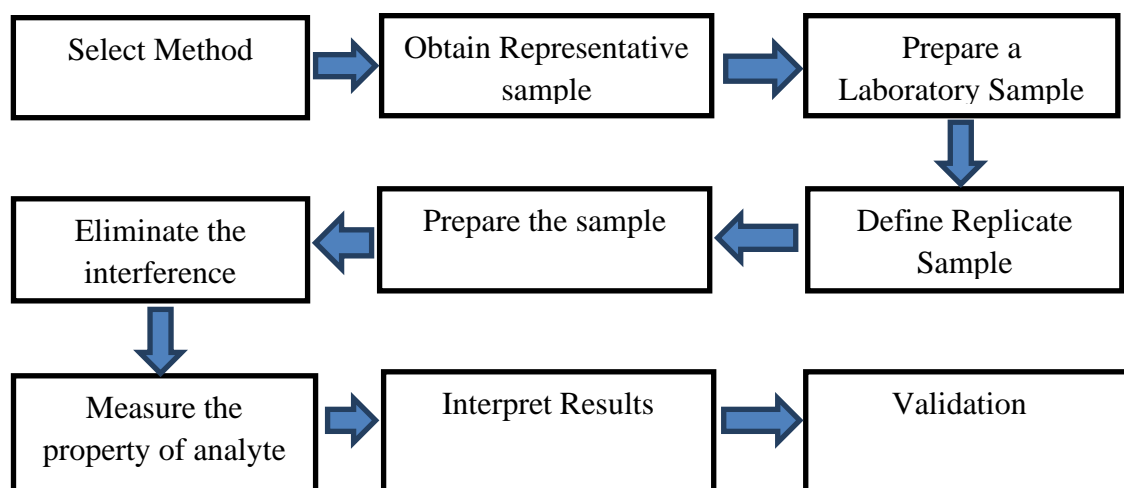 Select Method
Obtain Representative
sample
Prepare a
Laboratory Sample
Define Replicate
Sample
Prepare the sample
Eliminate the
interference
Measure the
property of analyte
Interpret Results
Validation